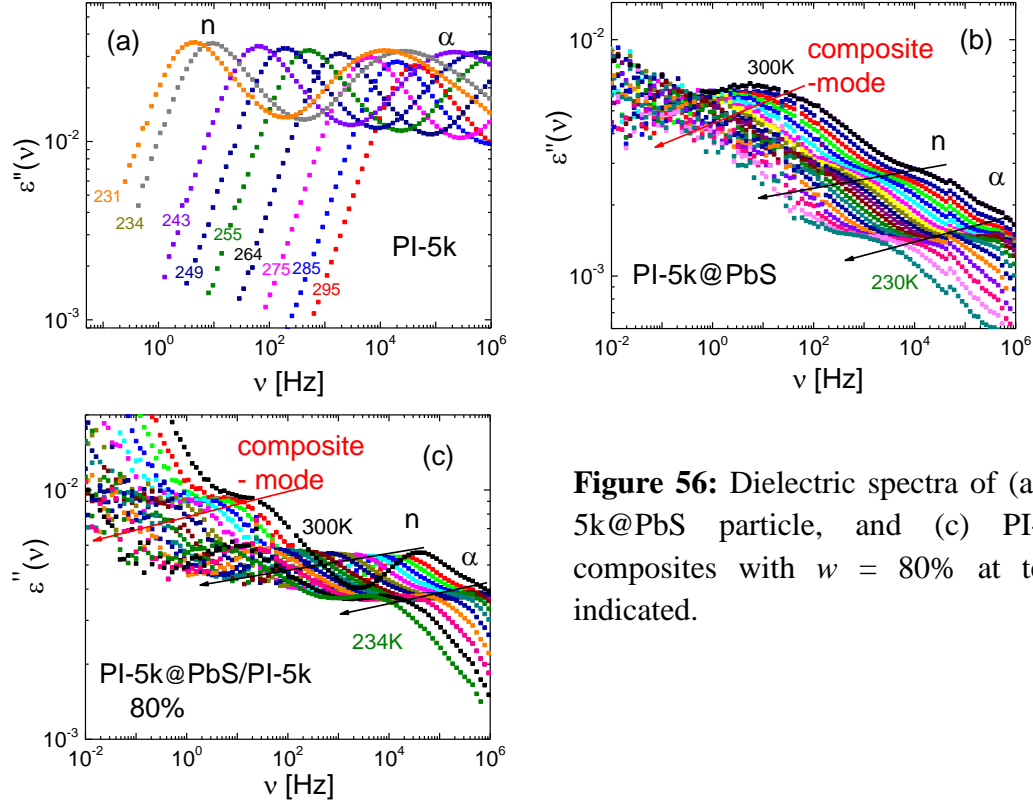 (a)
n
α
ε''(ν)
10⁻²
10⁻³
231
234
243
249
255
264
275
285
295
PI-5k
10⁰ 10² 10⁴ 10⁶
ν [Hz]
(b)
10⁻²
composite
-mode
300K
n
α
ε''(ν)
10⁻³
PI-5k@PbS
230K
10⁻² 10⁰ 10² 10⁴ 10⁶
ν [Hz]
(c)
composite
- mode
10⁻²
300K
n
α
ε''(ν)
234K
PI-5k@PbS/PI-5k
80%
10⁻³
10⁻² 10⁰ 10² 10⁴ 10⁶
ν [Hz]
Figure 56: Dielectric spectra of (a)
5k@PbS particle, and (c) PI-
composites with w = 80% at te
indicated.